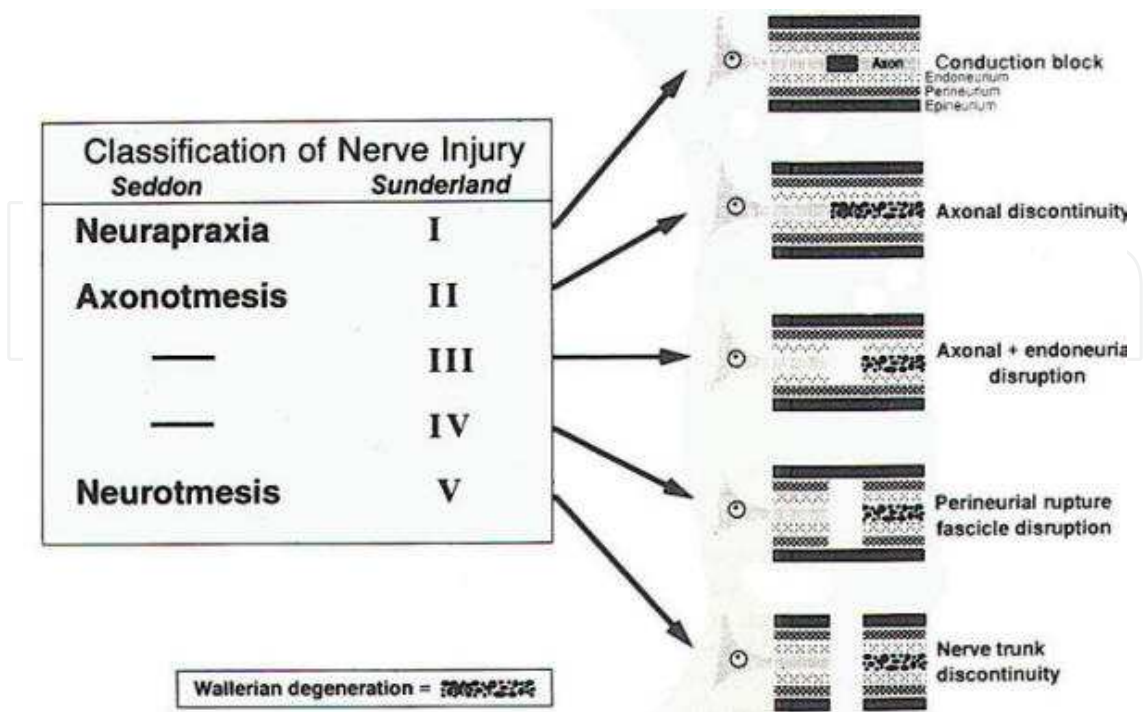 Classification of Nerve Injury
Seddon Sunderland
Neurapraxia I
Axonotmesis II
— III
— IV
Neurotmesis V
Wallerian degeneration =
Axon
Conduction block
Endoneurium
Perineurium
Epineurium
Axonal discontinuity
Axonal + endoneuria
disruption
Perineurial rupture
fascicle disruption
Nerve trunk
discontinuity